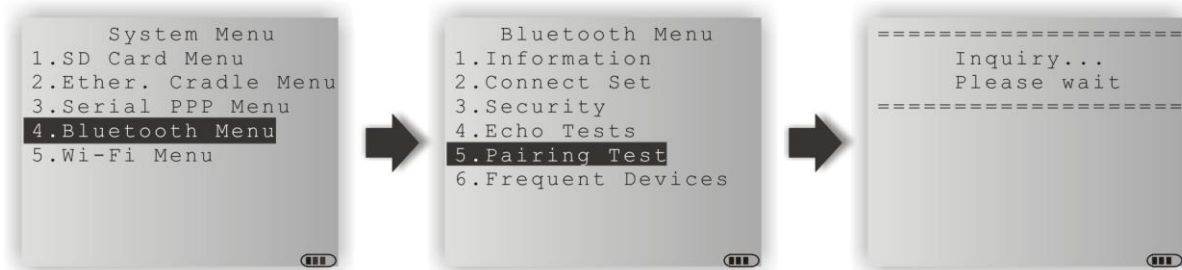 System Menu
1.SD Card Menu
2.Ether. Cradle Menu
3.Serial PPP Menu
4.Bluetooth Menu
5.Wi-Fi Menu
Bluetooth Menu
1.Information
2.Connect Set
3.Security
4.Echo Tests
5.Pairing Test
6.Frequent Devices
====================
Inquiry...
Please wait
====================